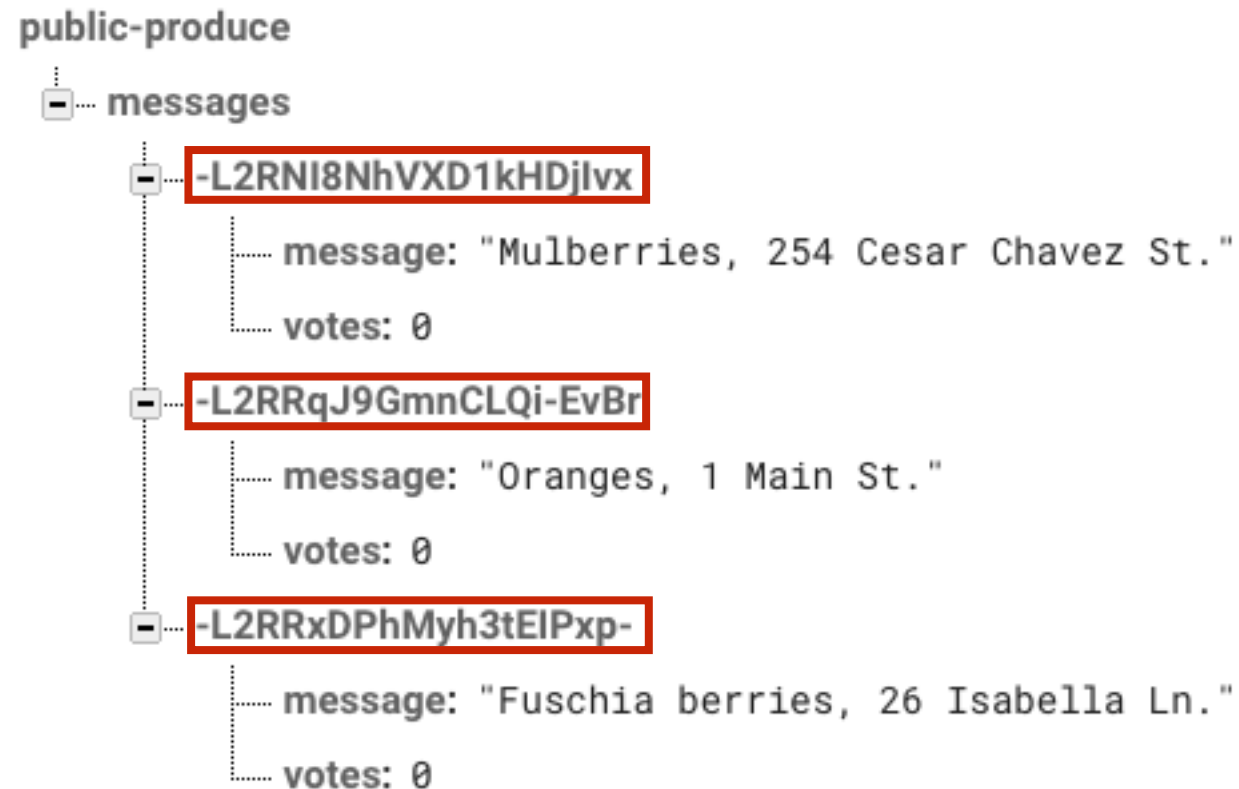 public-produce
messages
-L2RNI8NhVXD1kHDjIvx
message: "Mulberries, 254 Cesar Chavez St."
votes: 0
-L2RRqJ9GmnCLQi-EvBr
message: "Oranges, 1 Main St."
votes: 0
-L2RRxDPhMyh3tEIPxp-
message: "Fuschia berries, 26 Isabella Ln."
votes: 0